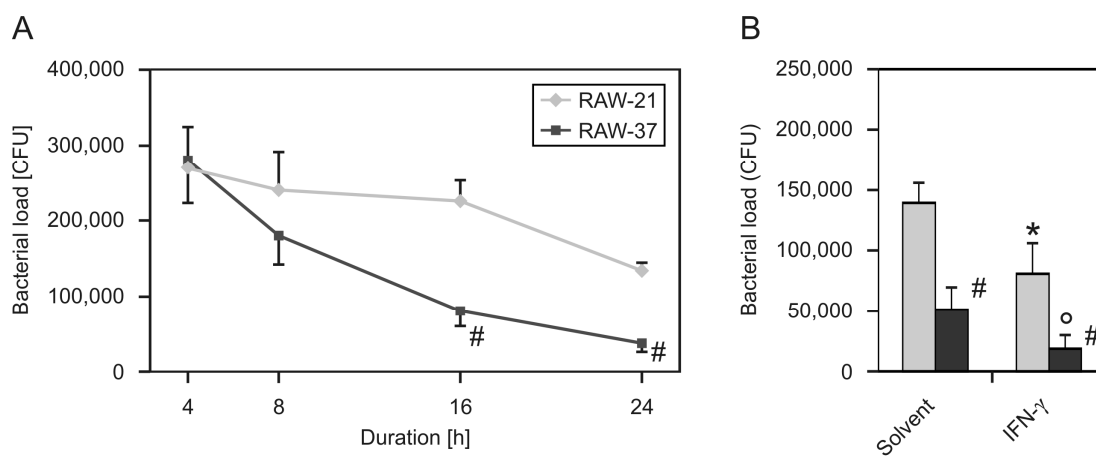 A
Bacterial load [CFU]
400,000
300,000
200,000
100,000
0
RAW-21
RAW-37
#
#
4 8 16 24
Duration [h]
B
Bacterial load (CFU)
250,000
200,000
150,000
100,000
50,000
0
#
*
°
#
Solvent
IFN-γ